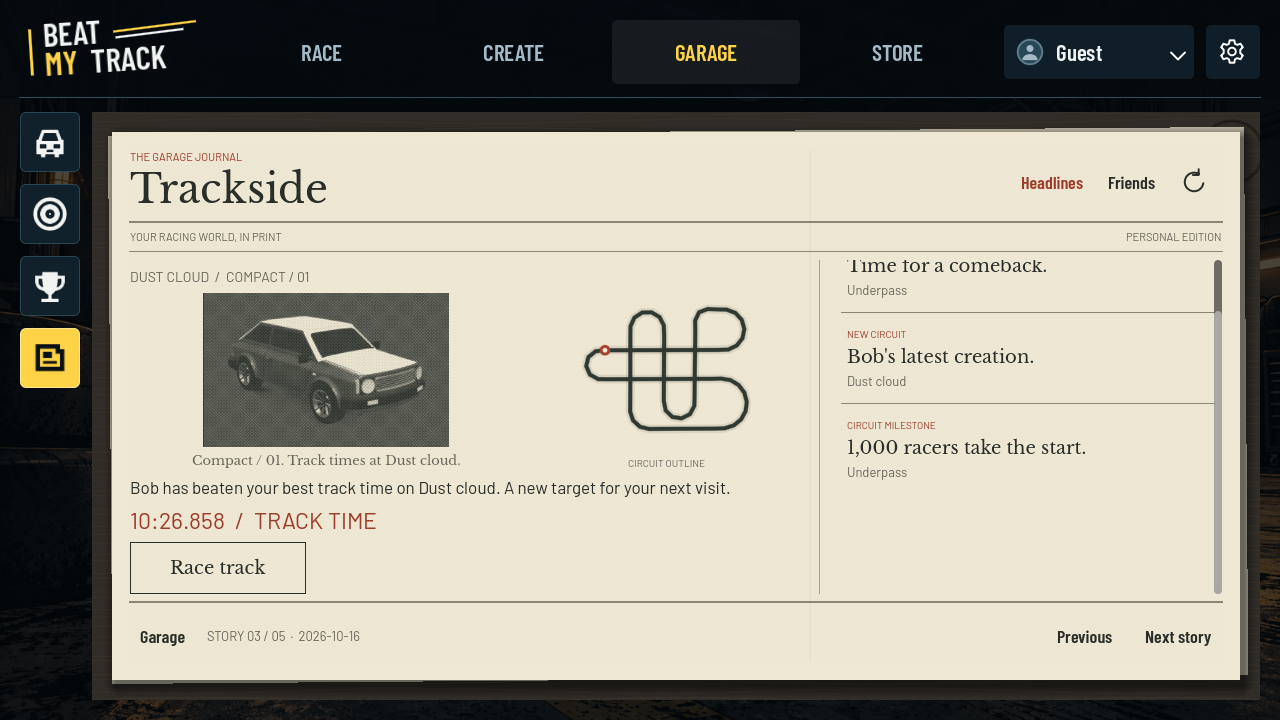 BEAT
MY TRACK
RACE
CREATE
GARAGE
STORE
Guest
THE GARAGE JOURNAL
Trackside
Headlines
Friends
YOUR RACING WORLD, IN PRINT
PERSONAL EDITION
DUST CLOUD / COMPACT / 01
Compact / 01. Track times at Dust cloud.
CIRCUIT OUTLINE
Bob has beaten your best track time on Dust cloud. A new target for your next visit.
10:26.858 / TRACK TIME
Race track
Time for a comeback.
Underpass
NEW CIRCUIT
Bob's latest creation.
Dust cloud
CIRCUIT MILESTONE
1,000 racers take the start.
Underpass
Garage
STORY 03 / 05 · 2026-10-16
Previous
Next story